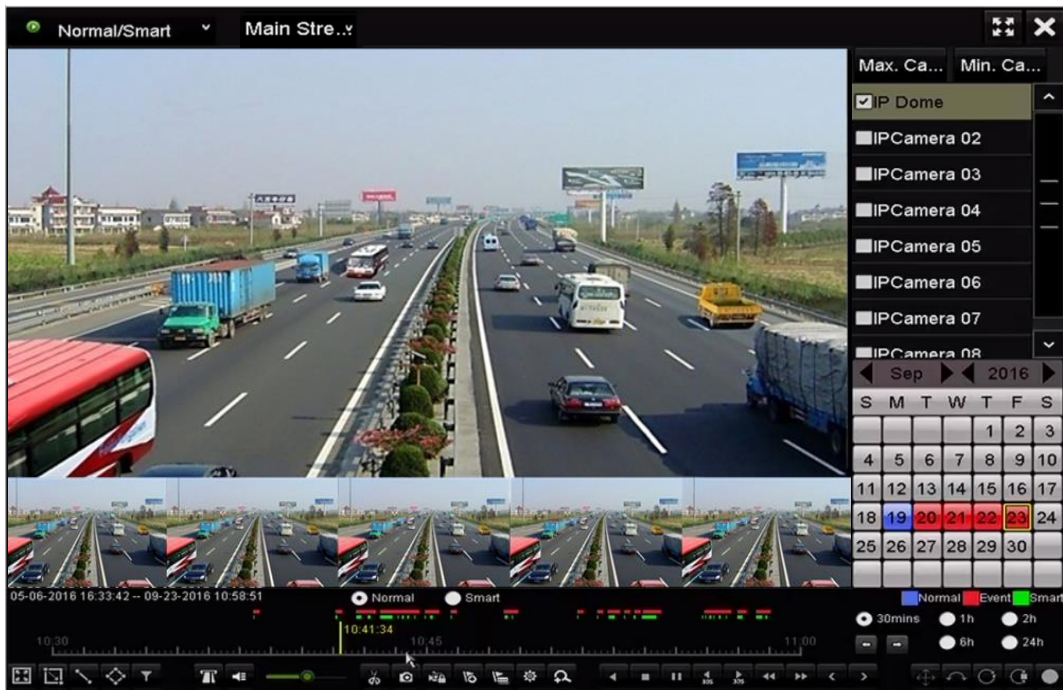 Normal/Smart
Main Stre..
Max. Ca...
Min. Ca...
IP Dome
IPCamera 02
IPCamera 03
IPCamera 04
IPCamera 05
IPCamera 06
IPCamera 07
IPCamera 08
Sep 2016
S M T W T F S
1 2 3
4 5 6 7 8 9 10
11 12 13 14 15 16 17
18 19 20 21 22 23 24
25 26 27 28 29 30
05-06-2016 16:33:42 -- 09-23-2016 10:58:51
Normal
Smart
Normal Event Smart
10:41:34
10:30
10:45
11:00
30mins 1h 2h
6h 24h
30S
30S